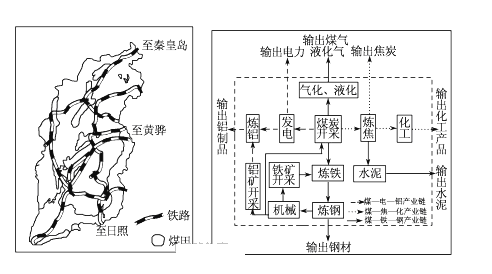 至秦皇岛
至黄骅
至日照
铁路
煤田
输出煤气
输出电力 液化气 输出焦炭
气化、液化
输出铝制品
炼铝
发电
煤炭开采
炼焦
化工
输出化工产品
铝矿开采
铁矿开采
炼铁
水泥
输出水泥
机械
炼钢
煤—电—铝产业链
煤—焦—化产业链
煤—铁—钢产业链
输出钢材